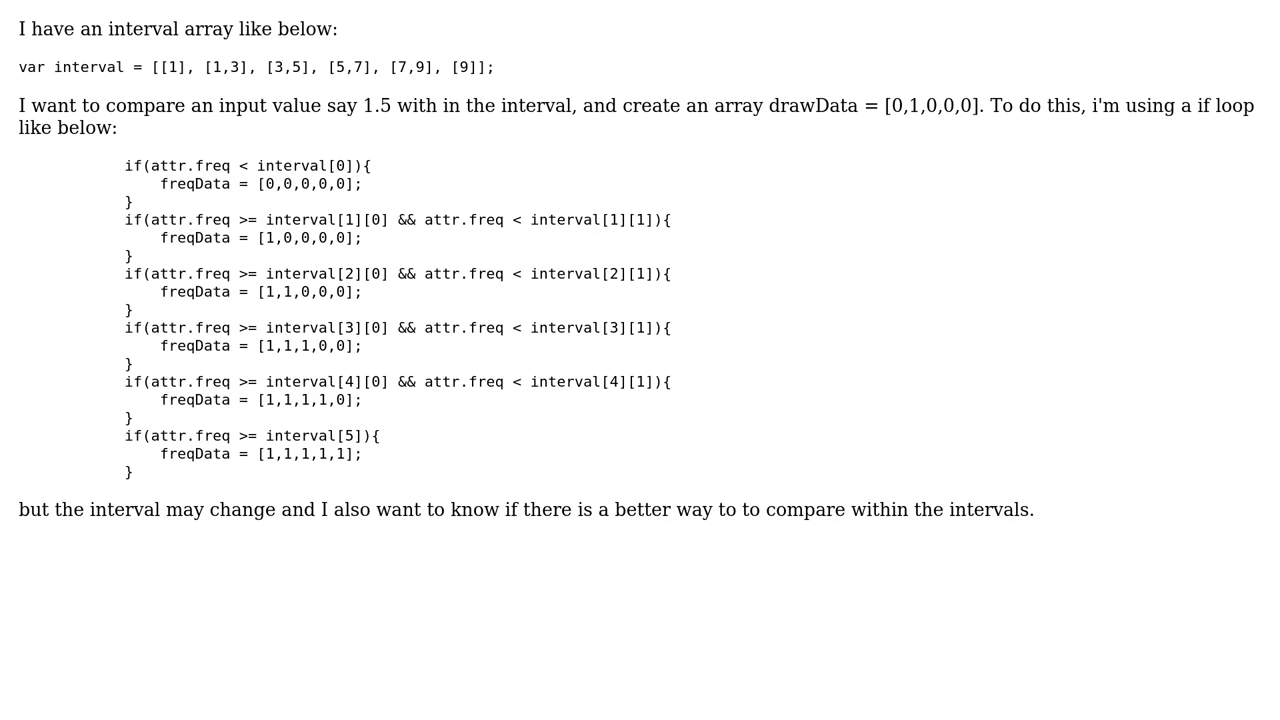 I have an interval array like below:
var interval = [[1], [1,3], [3,5], [5,7], [7,9], [9]];
I want to compare an input value say 1.5 with in the interval, and create an array drawData = [0,1,0,0,0]. To do this, i'm using a if loop
like below:
if(attr.freq < interval[0]){
    freqData = [0,0,0,0,0];
}
if(attr.freq >= interval[1][0] && attr.freq < interval[1][1]){
    freqData = [1,0,0,0,0];
}
if(attr.freq >= interval[2][0] && attr.freq < interval[2][1]){
    freqData = [1,1,0,0,0];
}
if(attr.freq >= interval[3][0] && attr.freq < interval[3][1]){
    freqData = [1,1,1,0,0];
}
if(attr.freq >= interval[4][0] && attr.freq < interval[4][1]){
    freqData = [1,1,1,1,0];
}
if(attr.freq >= interval[5]){
    freqData = [1,1,1,1,1];
}
but the interval may change and I also want to know if there is a better way to to compare within the intervals.